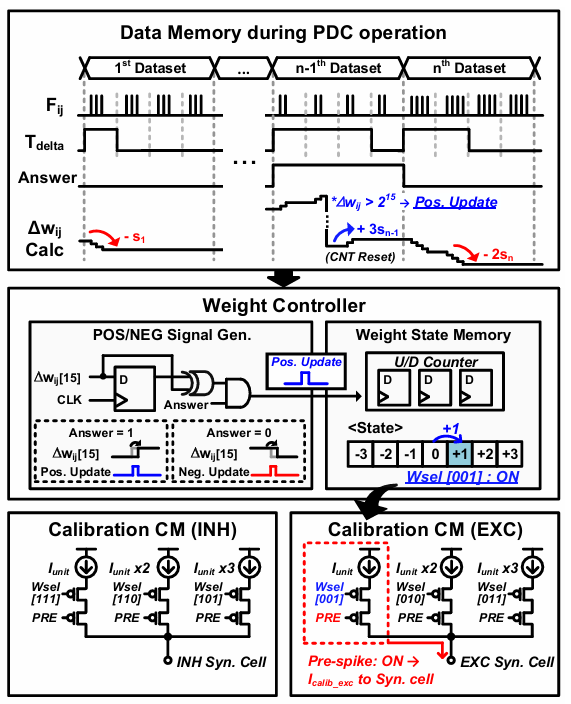 Data Memory during PDC operation
1st Dataset ... n-1th Dataset nth Dataset
Fij
Tdelta
...
Answer
*Δwij > 2^15 → Pos. Update
Δwij
Calc
- s1
+ 3sn-1
(CNT Reset)
- 2sn
Weight Controller
POS/NEG Signal Gen.
Weight State Memory
Δwij[15]
CLK
D
Answer
Pos. Update
U/D Counter
D D D
Answer = 1
Δwij[15]
Pos. Update
Answer = 0
Δwij[15]
Neg. Update
<State>
+1
-3 -2 -1 0 +1 +2 +3
Wsel [001] : ON
Calibration CM (INH)
Iunit Iunit x2 Iunit x3
Wsel [111] Wsel [110] Wsel [101]
PRE PRE PRE
INH Syn. Cell
Calibration CM (EXC)
Iunit Iunit x2 Iunit x3
Wsel [001] Wsel [010] Wsel [011]
PRE PRE PRE
Pre-spike: ON →
Icalib_exc to Syn. cell
EXC Syn. Cell